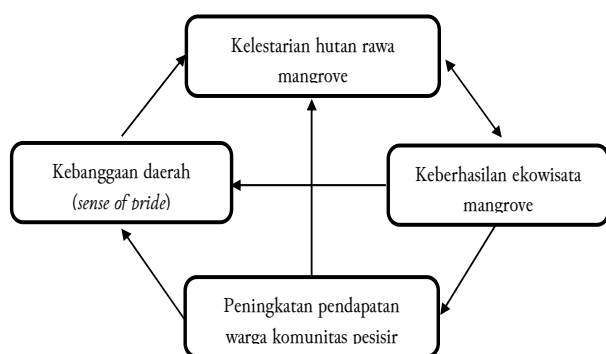 Kelestarian hutan rawa
mangrove
Kebanggaan daerah
(sense of pride)
Keberhasilan ekowisata
mangrove
Peningkatan pendapatan
warga komunitas pesisir